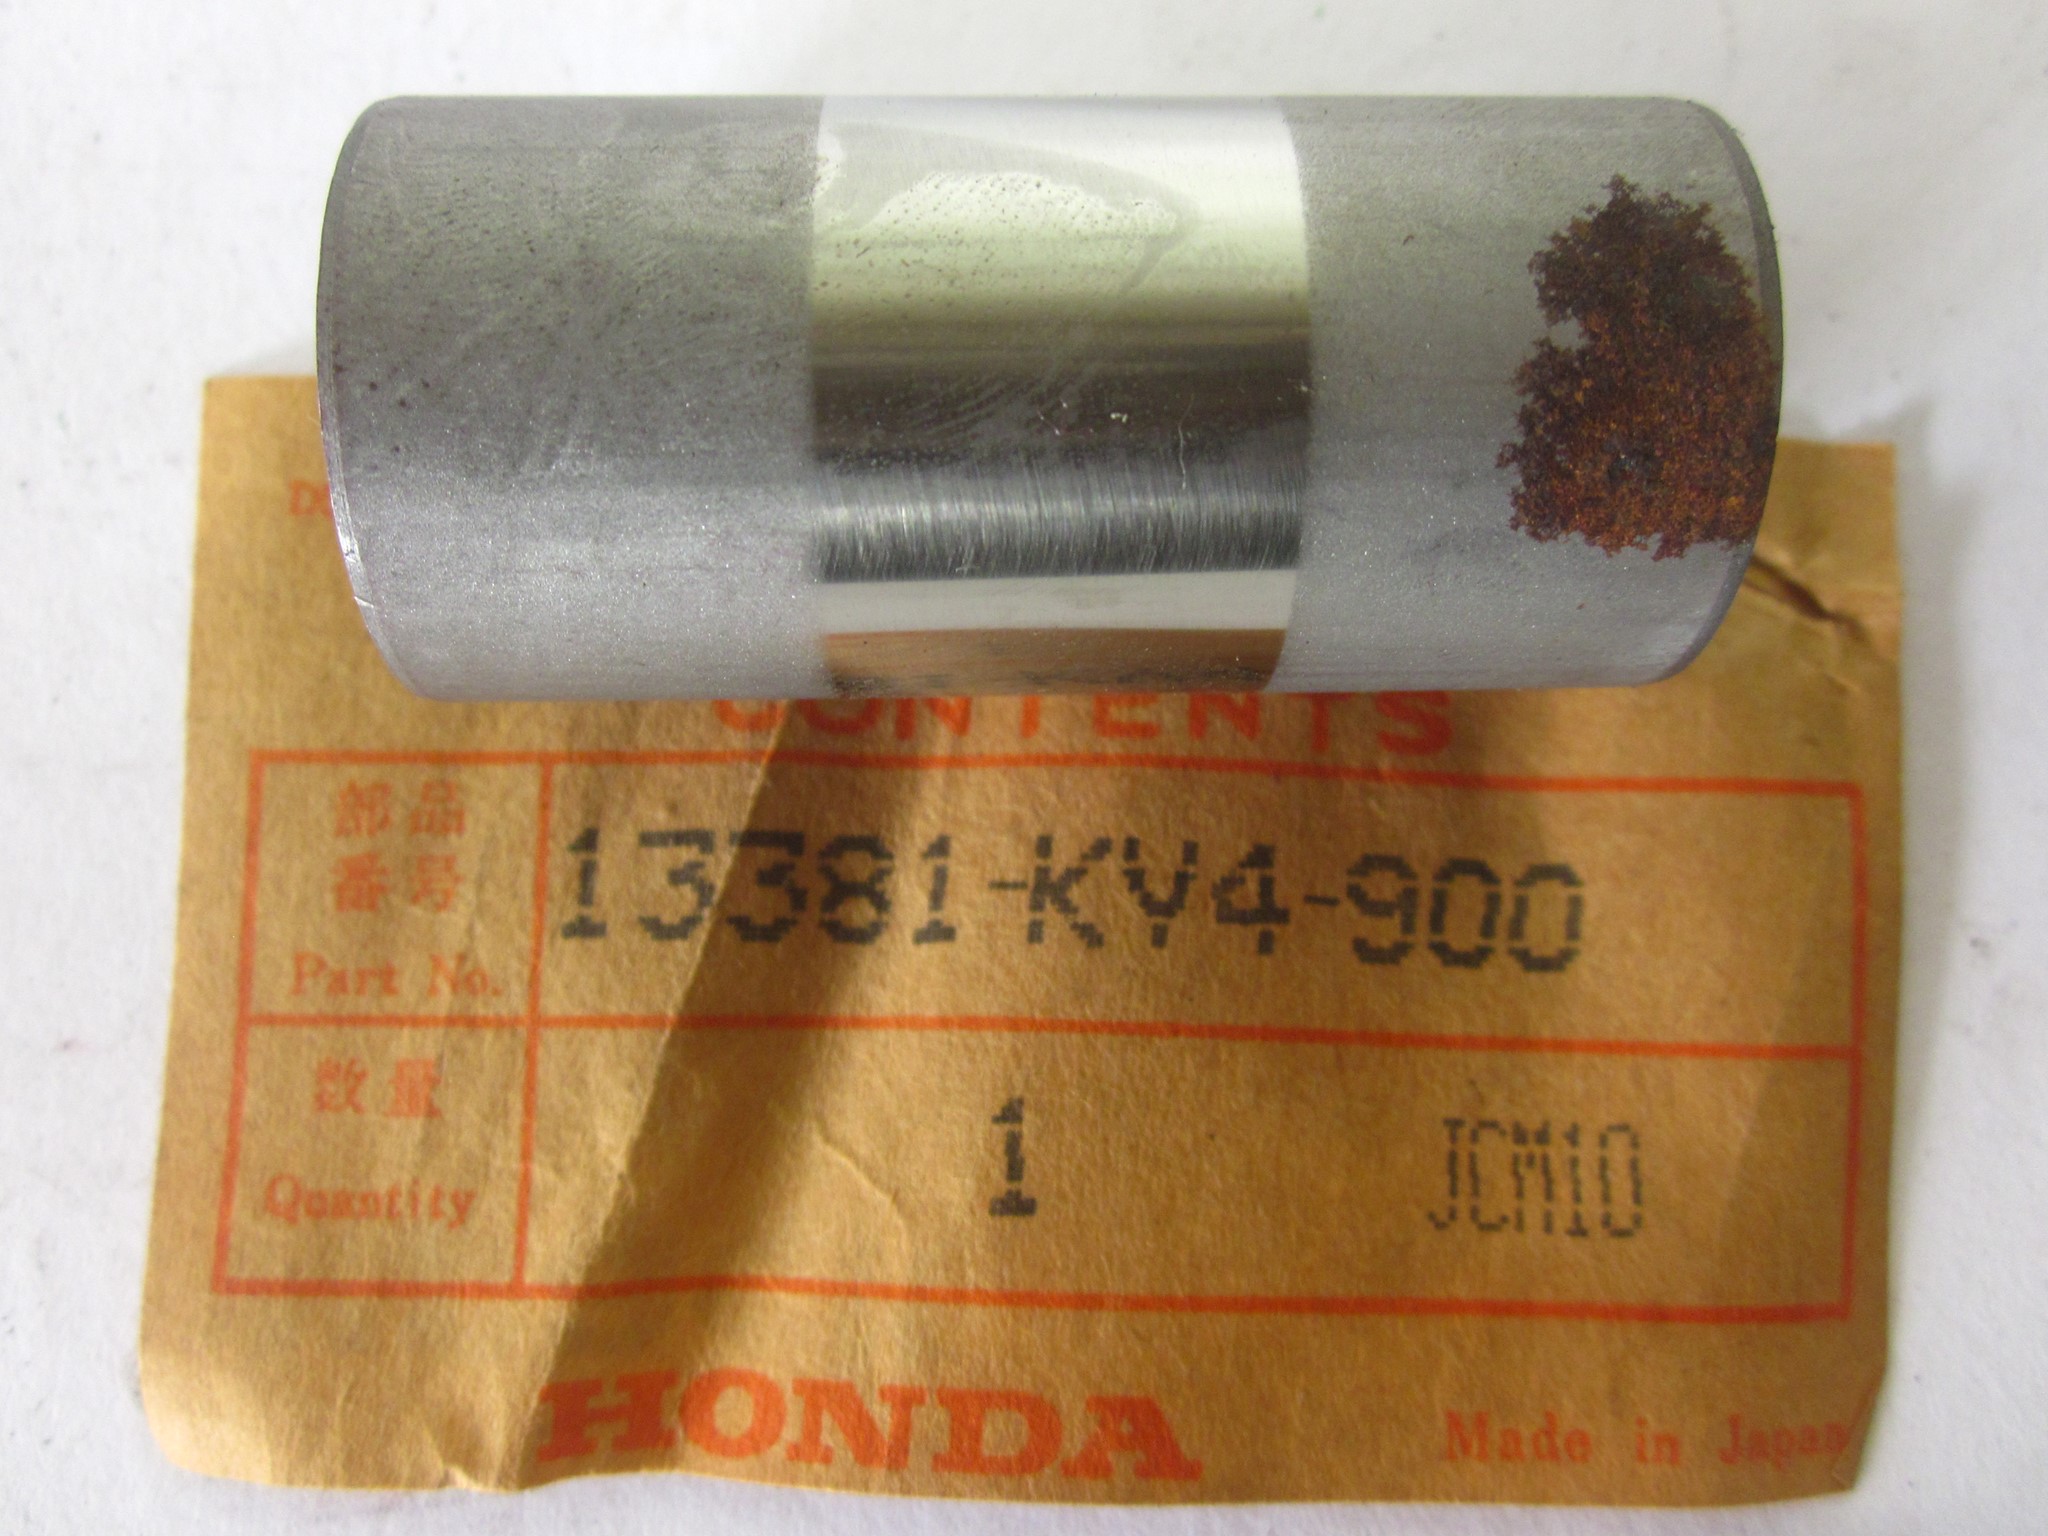 CONTENTS
部品
番号
Part No.
13381-KV4-900
数量
Quantity
1
JCM10
HONDA
Made in Japan